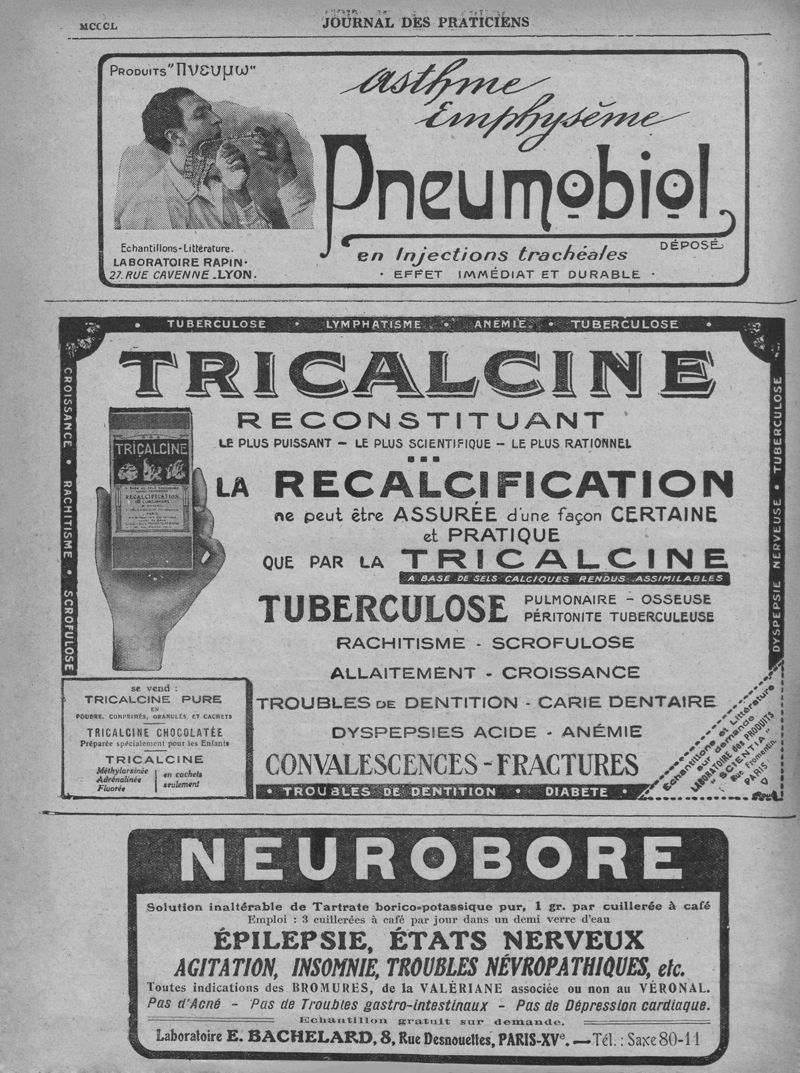 MCCCL
JOURNAL DES PRATICIENS
PRODUITS "Πνευμω"
Asthme
Emphysème
Pneumobiol
DÉPOSÉ
Echantillons-Littérature.
LABORATOIRE RAPIN·
27. RUE CAVENNE _ LYON.
en Injections trachéales
· EFFET IMMÉDIAT ET DURABLE ·
· TUBERCULOSE · LYMPHATISME · ANÉMIE · TUBERCULOSE ·
CROISSANCE · RACHITISME · SCROFULOSE
TUBERCULOSE · DYSPEPSIE NERVEUSE
TRICALCINE
RECONSTITUANT
LE PLUS PUISSANT – LE PLUS SCIENTIFIQUE – LE PLUS RATIONNEL
TRICALCINE
RECALCIFICATION
LA RECALCIFICATION
ne peut être ASSURÉE d'une façon CERTAINE
et PRATIQUE
QUE PAR LA TRICALCINE
A BASE DE SELS CALCIQUES RENDUS ASSIMILABLES
TUBERCULOSE PULMONAIRE – OSSEUSE
PÉRITONITE TUBERCULEUSE
RACHITISME - SCROFULOSE
ALLAITEMENT - CROISSANCE
TROUBLES DE DENTITION - CARIE DENTAIRE
DYSPEPSIES ACIDE - ANÉMIE
CONVALESCENCES - FRACTURES
se vend :
TRICALCINE PURE
EN
POUDRE, COMPRIMÉS, GRANULÉS, ET CACHETS
TRICALCINE CHOCOLATÉE
Préparée spécialement pour les Enfants
TRICALCINE
Méthylarsinée
Adrénalinée
Fluorée
en cachets
seulement
Echantillons et Littérature
sur demande
LABORATOIRE des PRODUITS
" SCIENTIA "
Rue Fromentin
PARIS
· TROUBLES DE DENTITION · DIABÈTE ·
NEUROBORE
Solution inaltérable de Tartrate borico-potassique pur, 1 gr. par cuillerée à café
Emploi : 3 cuillerées à café par jour dans un demi verre d'eau
ÉPILEPSIE, ÉTATS NERVEUX
AGITATION, INSOMNIE, TROUBLES NÉVROPATHIQUES, etc.
Toutes indications des BROMURES, de la VALÉRIANE associée ou non au VÉRONAL.
Pas d'Acné – Pas de Troubles gastro-intestinaux – Pas de Dépression cardiaque.
Echantillon gratuit sur demande.
Laboratoire E. BACHELARD, 8, Rue Desnouettes, PARIS-XVe. — Tél. : Saxe 80-11